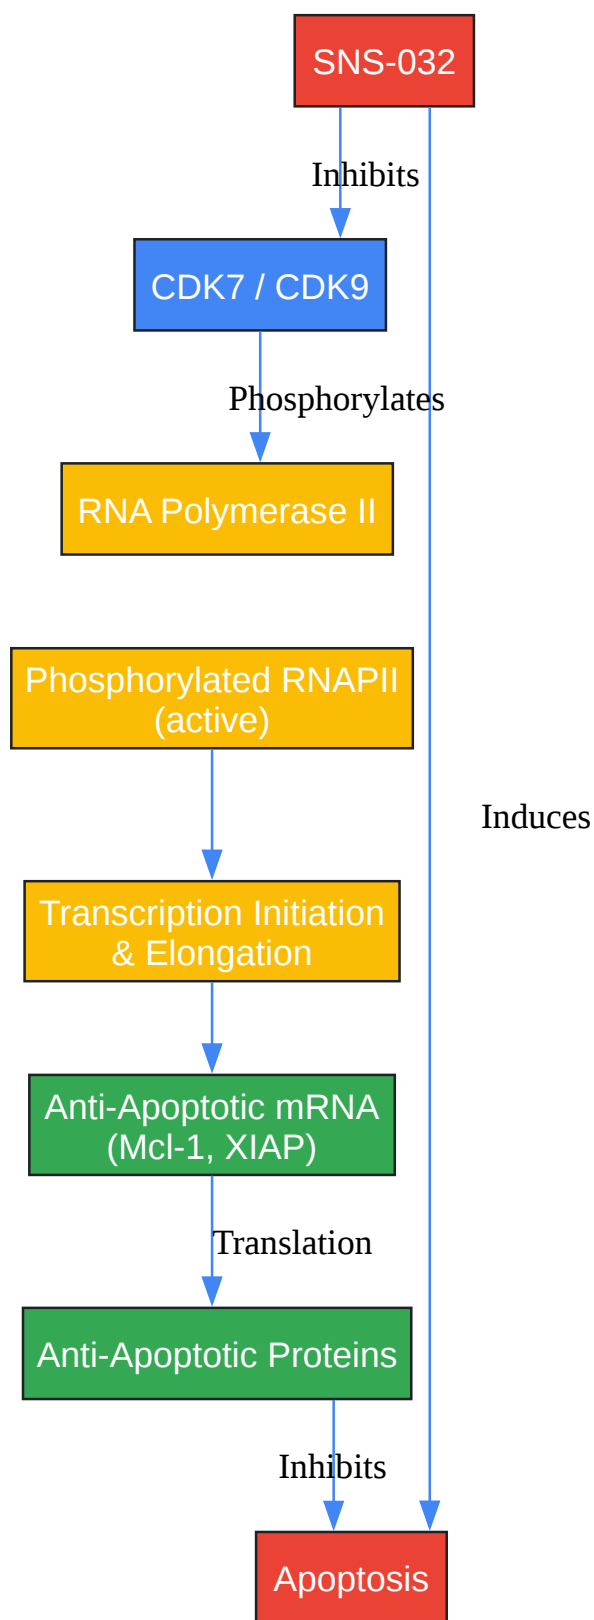 SNS-032
Inhibits
CDK7 / CDK9
Phosphorylates
RNA Polymerase II
Phosphorylated RNAPII
(active)
Induces
Transcription Initiation
& Elongation
Anti-Apoptotic mRNA
(Mcl-1, XIAP)
Translation
Anti-Apoptotic Proteins
Inhibits
Apoptosis